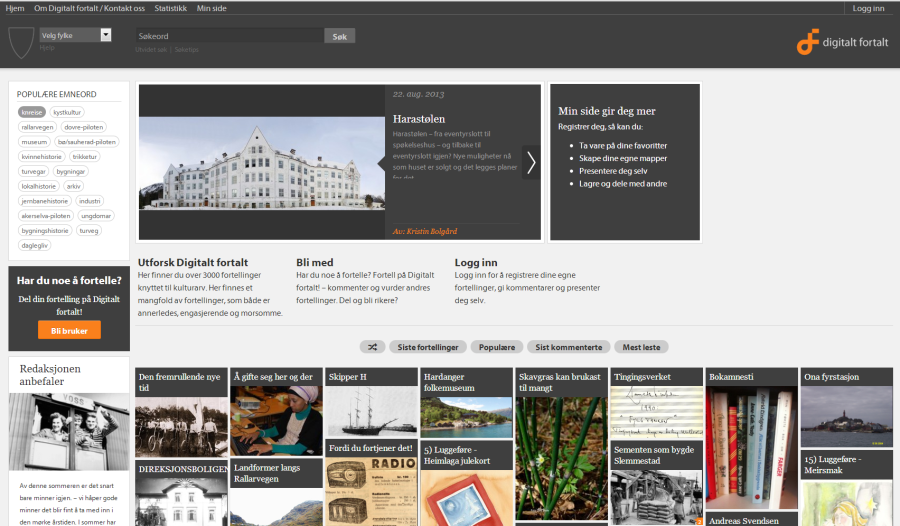 Hjem Om Digitalt fortalt / Kontakt oss Statistikk Min side Logg inn
Velg fylke
Søkeord Søk
Utvidet søk | Søketips
digitalt fortalt
POPULÆRE EMNEORD
knreise kystkultur
rallarvegen dovre-piloten
museum bø/sauherad-piloten
kvinnehistorie trikketur
turvegar bygningar
lokalhistorie arkiv
jernbanehistorie industri
akerselva-piloten ungdomar
bygningshistorie turveg
daglegliv
Har du noe å fortelle?
Del din fortelling på Digitalt
fortalt!
Bli bruker
Redaksjonen
anbefaler
VOSS
Av denne sommeren er det snart
bare minner igjen. – vi håper gode
minner det blir fint å ta med inn i
den mørke årstiden. I sommer har
22. aug. 2013
Harastølen
Harastølen – fra eventyrslott til
spøkelseshus – og tilbake til
eventyrslott igjen? Nye muligheter nå
som huset er solgt og det legges planer
for det
Av: Kristin Bolgård
Min side gir deg mer
Registrer deg, så kan du:
• Ta vare på dine favoritter
• Skape dine egne mapper
• Presentere deg selv
• Lagre og dele med andre
Utforsk Digitalt fortalt
Her finner du over 3000 fortellinger
knyttet til kulturarv. Her finnes et
mangfold av fortellinger, som både er
annerledes, engasjerende og morsomme.
Bli med
Har du noe å fortelle? Fortell på Digitalt
fortalt! – kommenter og vurder andres
fortellinger. Del og bli rikere?
Logg inn
Logg inn for å registrere dine egne
fortellinger, gi kommentarer og presenter
deg selv.
Siste fortellinger Populære Sist kommenterte Mest leste
Den fremrullende nye
tid
DIREKSJONSBOLIGEN
Å gifte seg her og der
Landformer langs
Rallarvegen
Skipper H
Fordi du fortjener det!
RADIO
Hardanger
folkemuseum
5) Luggeføre -
Heimlaga julekort
Skavgras kan brukast
til mangt
Tingingsverket
1990.
Sementen som bygde
Slemmestad
Bokamnesti
FANGER
Andreas Svendsen
Ona fyrstasjon
15) Luggeføre -
Meirsmak